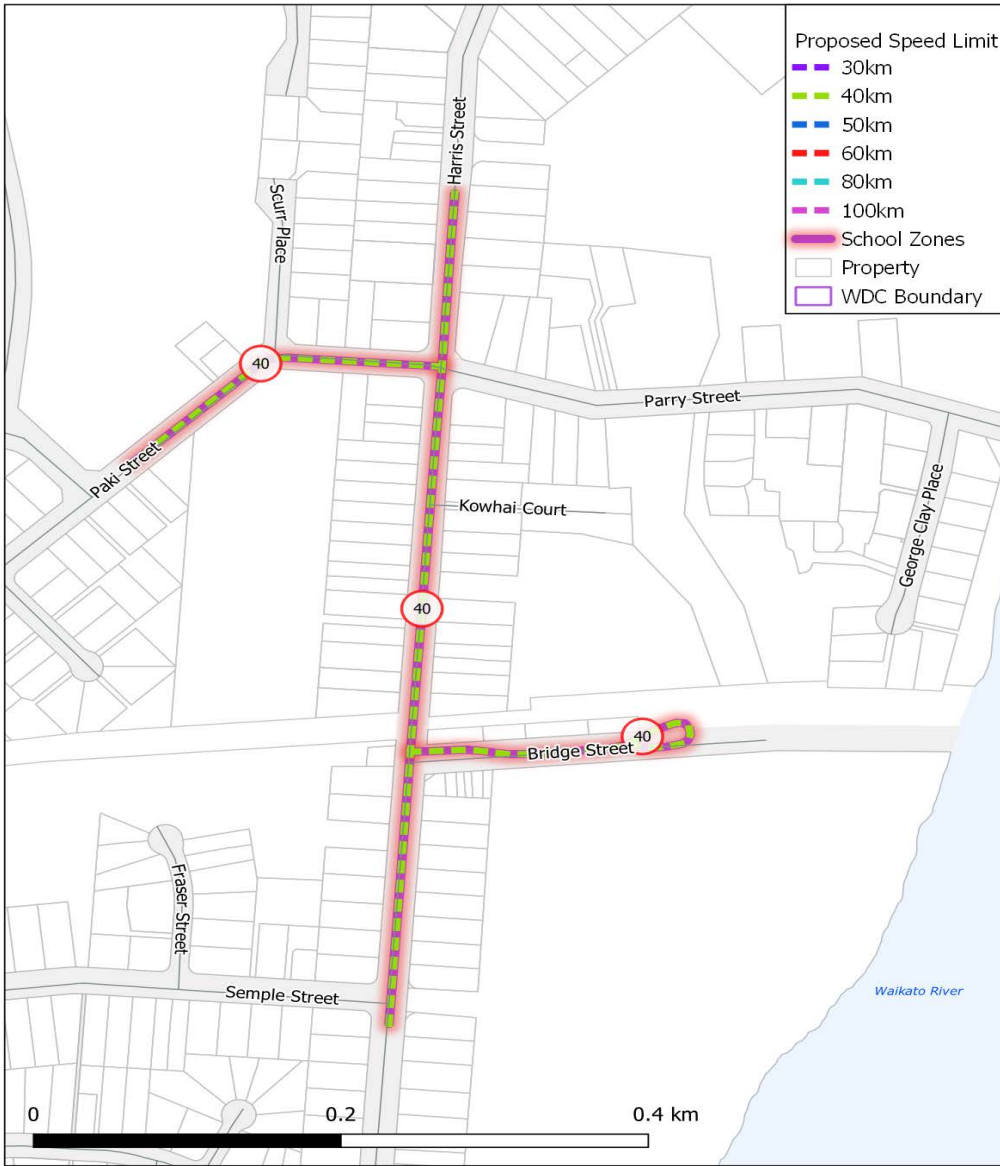 Proposed Speed Limit
30km
40km
50km
60km
80km
100km
School Zones
Property
WDC Boundary
Harris Street
Scurr Place
40
Parry Street
Paki Street
Kowhai Court
George Clay Place
40
40
Bridge Street
Fraser Street
Semple Street
Waikato River
0 0.2 0.4 km